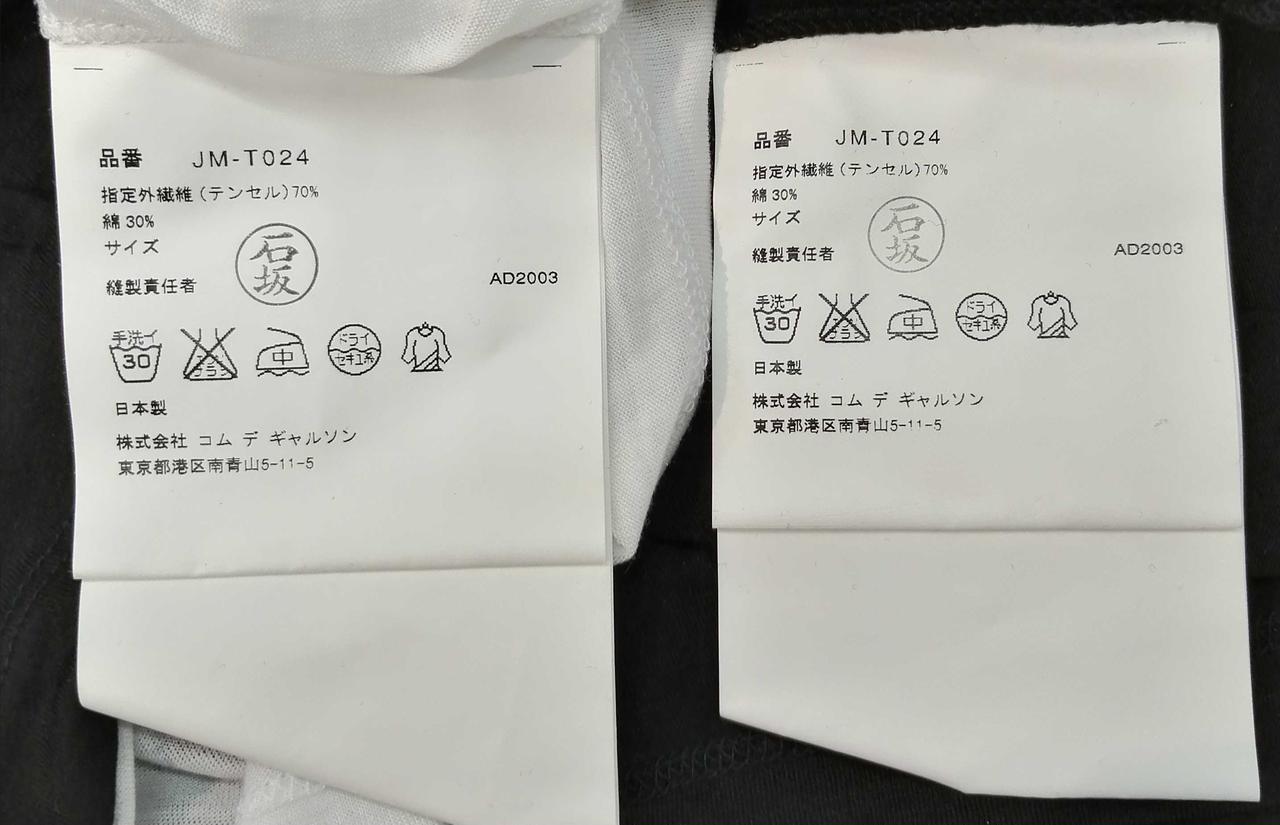 品番 JM-T024
指定外繊維(テンセル)70%
綿 30%
サイズ
石坂
縫製責任者
AD2003
手洗イ
30
中
ドライ
セキユ系
日本製
株式会社 コム デ ギャルソン
東京都港区南青山5-11-5
品番 JM-T024
指定外繊維(テンセル)70%
綿 30%
サイズ
石坂
縫製責任者
AD2003
手洗イ
30
中
ドライ
セキユ系
日本製
株式会社 コム デ ギャルソン
東京都港区南青山5-11-5